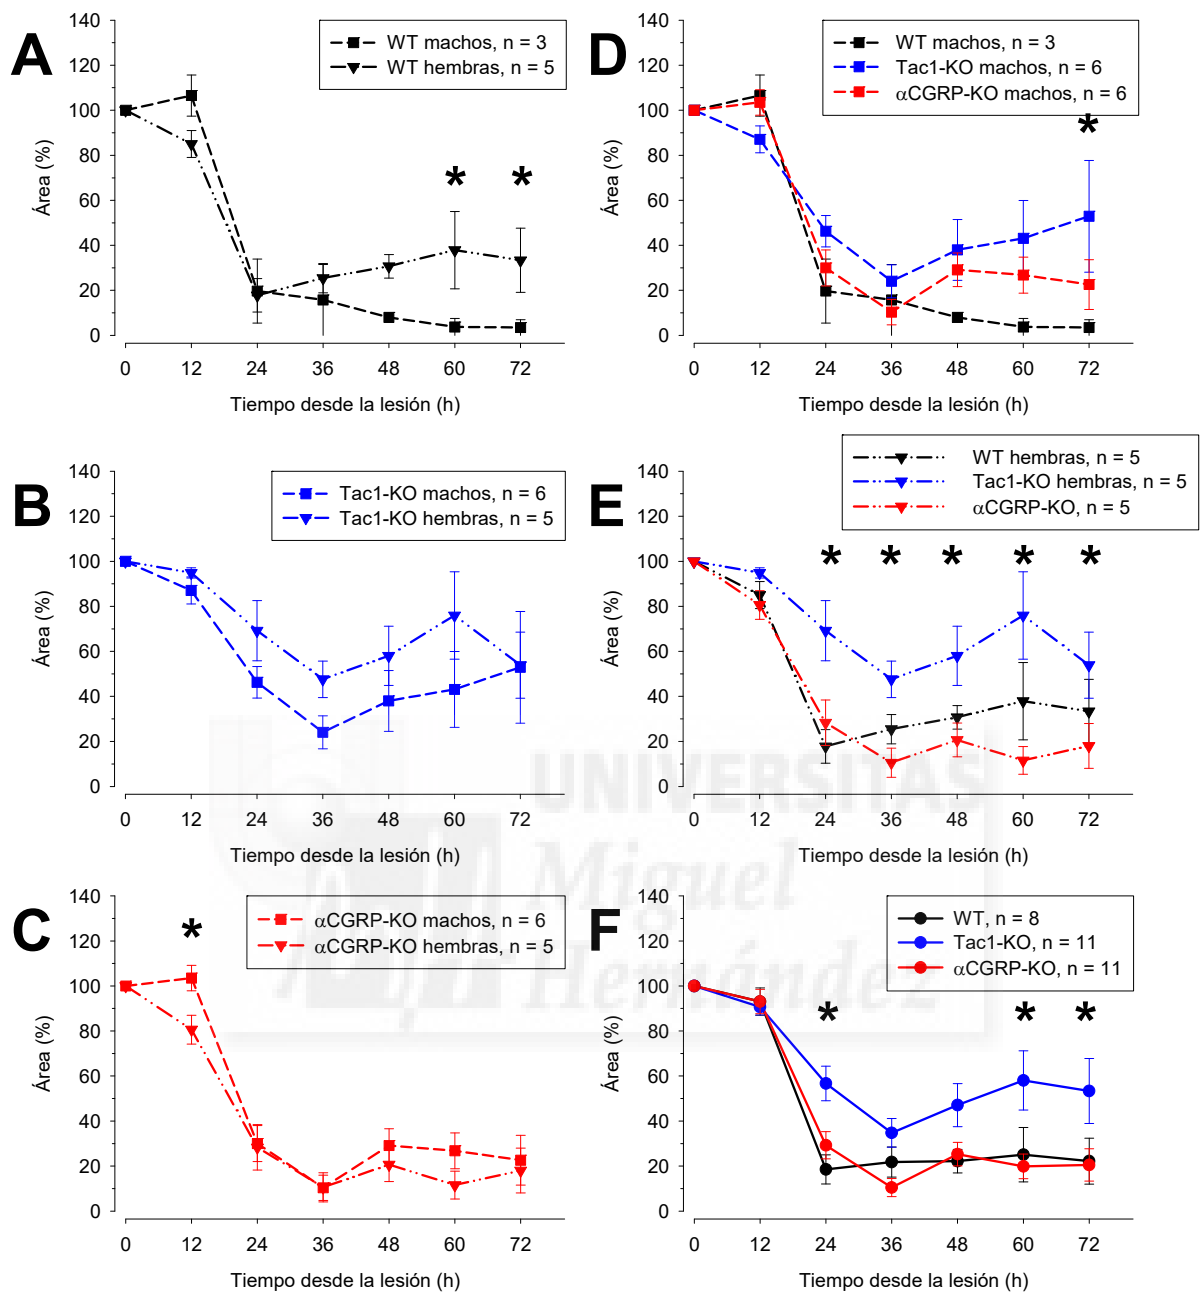 A
140
120
100
80
60
40
20
0
Área (%)
WT machos, n = 3
WT hembras, n = 5
*
*
0 12 24 36 48 60 72
Tiempo desde la lesión (h)
D
140
120
100
80
60
40
20
0
Área (%)
WT machos, n = 3
Tac1-KO machos, n = 6
αCGRP-KO machos, n = 6
*
0 12 24 36 48 60 72
Tiempo desde la lesión (h)
B
140
120
100
80
60
40
20
0
Área (%)
Tac1-KO machos, n = 6
Tac1-KO hembras, n = 5
0 12 24 36 48 60 72
Tiempo desde la lesión (h)
E
140
120
100
80
60
40
20
0
Área (%)
WT hembras, n = 5
Tac1-KO hembras, n = 5
αCGRP-KO, n = 5
* * * * *
0 12 24 36 48 60 72
Tiempo desde la lesión (h)
C
140
120
100
80
60
40
20
0
Área (%)
αCGRP-KO machos, n = 6
αCGRP-KO hembras, n = 5
*
0 12 24 36 48 60 72
Tiempo desde la lesión (h)
F
140
120
100
80
60
40
20
0
Área (%)
WT, n = 8
Tac1-KO, n = 11
αCGRP-KO, n = 11
* * *
0 12 24 36 48 60 72
Tiempo desde la lesión (h)
UNIVERSITAS
Miguel
Hernández